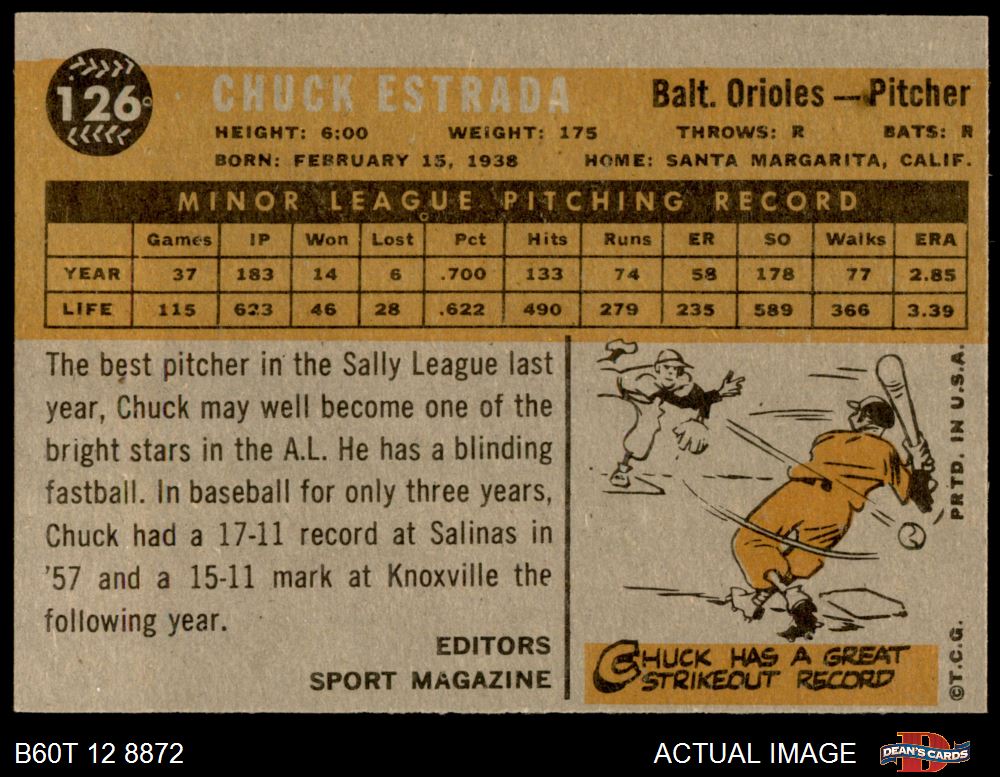 126
CHUCK ESTRADA
Balt. Orioles — Pitcher
HEIGHT: 6:00 WEIGHT: 175 THROWS: R BATS: R
BORN: FEBRUARY 15, 1938 HOME: SANTA MARGARITA, CALIF.
MINOR LEAGUE PITCHING RECORD
Games IP Won Lost Pct Hits Runs ER SO Walks ERA
YEAR 37 183 14 6 .700 133 74 58 178 77 2.85
LIFE 115 623 46 28 .622 490 279 235 589 366 3.39
The best pitcher in the Sally League last
year, Chuck may well become one of the
bright stars in the A.L. He has a blinding
fastball. In baseball for only three years,
Chuck had a 17-11 record at Salinas in
'57 and a 15-11 mark at Knoxville the
following year.
EDITORS
SPORT MAGAZINE
CHUCK HAS A GREAT
STRIKEOUT RECORD
©T.C.G. PRTD. IN U.S.A.
B60T 12 8872
ACTUAL IMAGE
DEAN'S CARDS